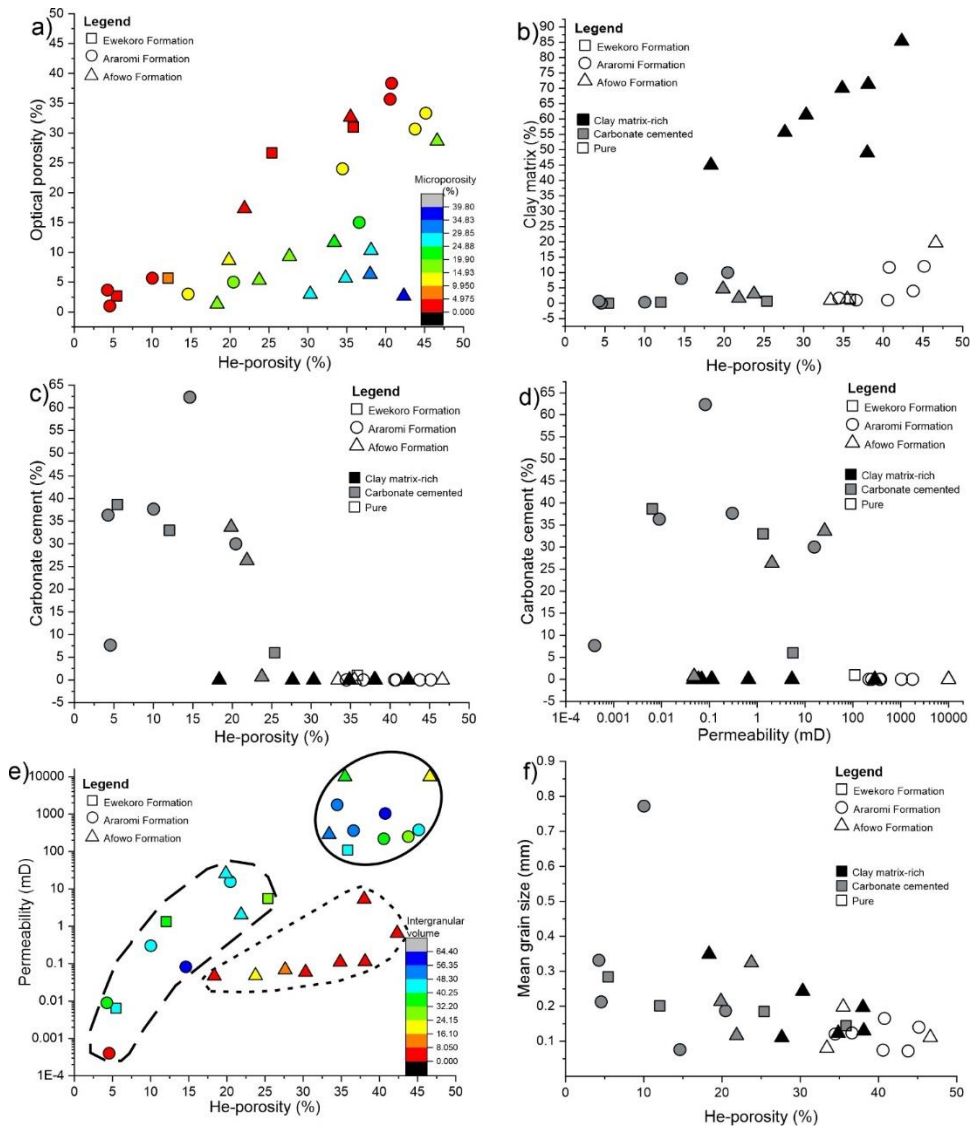 a)
Legend
Ewekoro Formation
Araromi Formation
Afowo Formation
Optical porosity (%)
50
45
40
35
30
25
20
15
10
5
0
Microporosity
(%)
39.80
34.83
29.85
24.88
19.90
14.93
9.950
4.975
0.000
0 5 10 15 20 25 30 35 40 45 50
He-porosity (%)
b)
Legend
Ewekoro Formation
Araromi Formation
Afowo Formation
Clay matrix-rich
Carbonate cemented
Pure
Clay matrix (%)
90
85
80
75
70
65
60
55
50
45
40
35
30
25
20
15
10
5
0
-5
0 10 20 30 40 50
He-porosity (%)
c)
Legend
Ewekoro Formation
Araromi Formation
Afowo Formation
Clay matrix-rich
Carbonate cemented
Pure
Carbonate cement (%)
65
60
55
50
45
40
35
30
25
20
15
10
5
0
-5
0 5 10 15 20 25 30 35 40 45 50
He-porosity (%)
d)
Legend
Ewekoro Formation
Araromi Formation
Afowo Formation
Clay matrix-rich
Carbonate cemented
Pure
Carbonate cement (%)
65
60
55
50
45
40
35
30
25
20
15
10
5
0
-5
1E-4 0.001 0.01 0.1 1 10 100 1000 10000
Permeability (mD)
e)
Legend
Ewekoro Formation
Araromi Formation
Afowo Formation
Permeability (mD)
10000
1000
100
10
1
0.1
0.01
0.001
1E-4
Intergranular
volume
64.40
56.35
48.30
40.25
32.20
24.15
16.10
8.050
0.000
0 5 10 15 20 25 30 35 40 45 50
He-porosity (%)
f)
Legend
Ewekoro Formation
Araromi Formation
Afowo Formation
Clay matrix-rich
Carbonate cemented
Pure
Mean grain size (mm)
0.9
0.8
0.7
0.6
0.5
0.4
0.3
0.2
0.1
0.0
0 10 20 30 40 50
He-porosity (%)